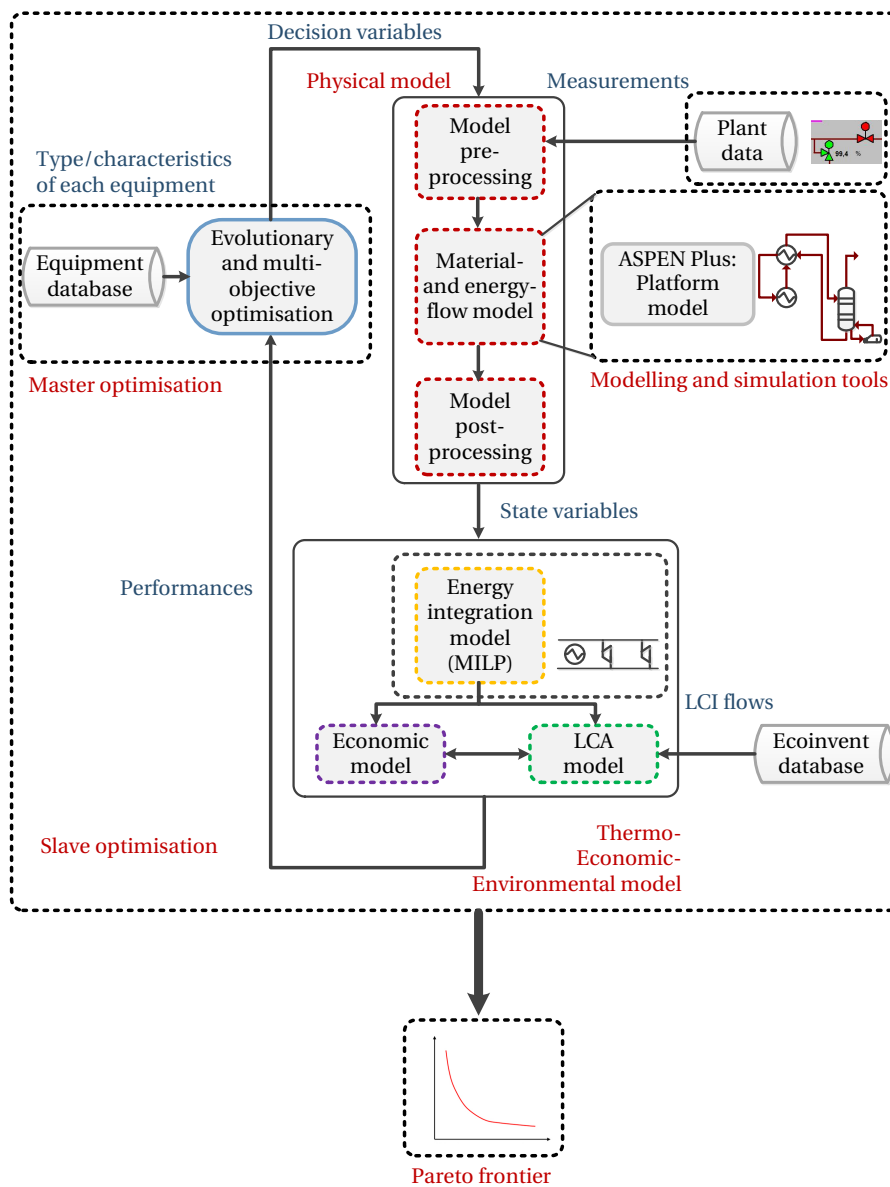 Decision variables
Physical model
Measurements
Model
pre-
processing
Plant
data
99,4 %
Type/characteristics
of each equipment
Equipment
database
Evolutionary
and multi-
objective
optimisation
Material-
and energy-
flow model
ASPEN Plus:
Platform
model
Master optimisation
Modelling and simulation tools
Model
post-
processing
State variables
Performances
Energy
integration
model
(MILP)
LCI flows
Economic
model
LCA
model
Ecoinvent
database
Slave optimisation
Thermo-
Economic-
Environmental model
Pareto frontier